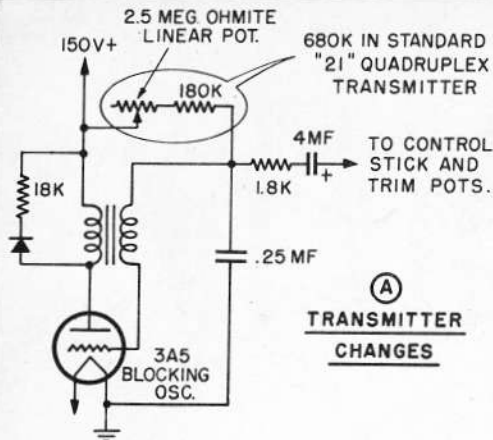 2.5 MEG. OHMITE
LINEAR POT.
150V+
680K IN STANDARD
"21" QUADRUPLEX
TRANSMITTER
180K
4MF
+
TO CONTROL
STICK AND
TRIM POTS.
18K
1.8K
.25 MF
A
TRANSMITTER
CHANGES
3A5
BLOCKING
OSC.